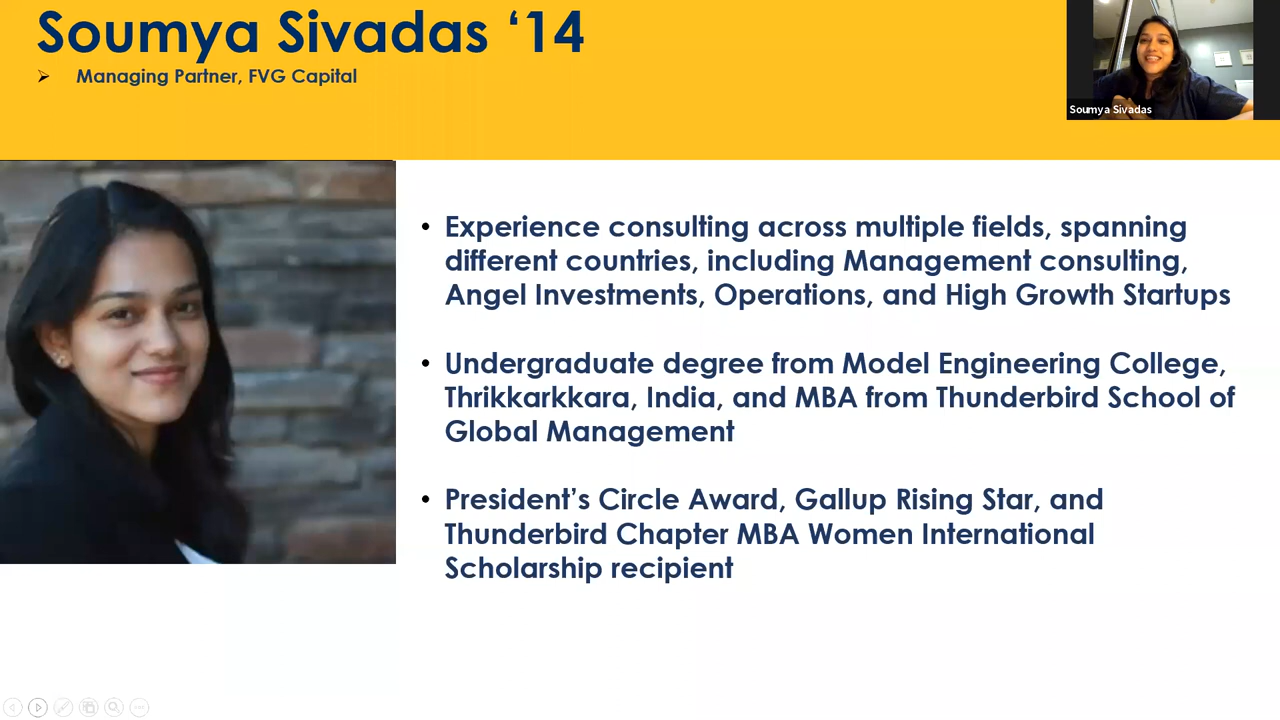 Soumya Sivadas ‘14
➢ Managing Partner, FVG Capital
Soumya Sivadas
• Experience consulting across multiple fields, spanning
different countries, including Management consulting,
Angel Investments, Operations, and High Growth Startups
• Undergraduate degree from Model Engineering College,
Thrikkarkkara, India, and MBA from Thunderbird School of
Global Management
• President’s Circle Award, Gallup Rising Star, and
Thunderbird Chapter MBA Women International
Scholarship recipient